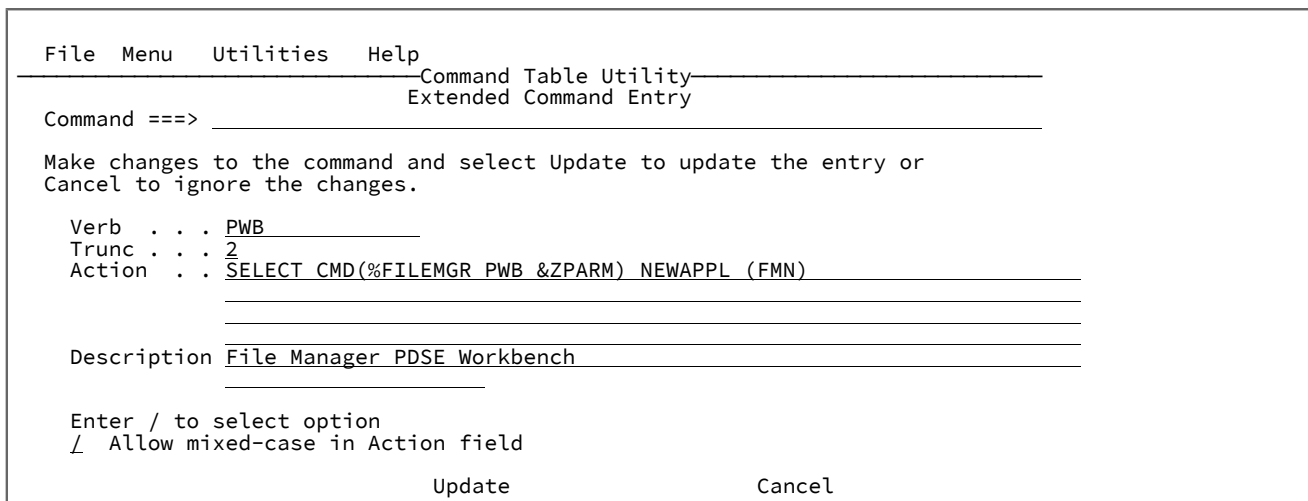 File  Menu   Utilities   Help
Command Table Utility
Extended Command Entry
Command ===>
Make changes to the command and select Update to update the entry or
Cancel to ignore the changes.
Verb  . . . PWB
Trunc . . . 2
Action  . . SELECT CMD(%FILEMGR PWB &ZPARM) NEWAPPL (FMN)
Description File Manager PDSE Workbench
Enter / to select option
/  Allow mixed-case in Action field
Update                   Cancel